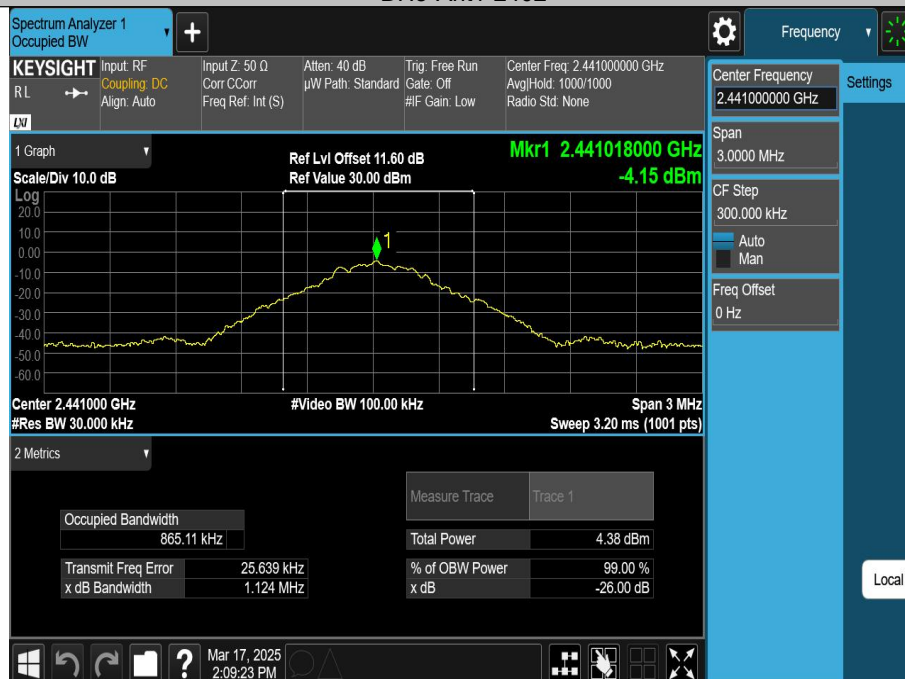 Spectrum Analyzer 1
Occupied BW
+
Frequency
KEYSIGHT
RL
LXI
Input: RF
Coupling: DC
Align: Auto
Input Z: 50 Ω
Corr CCorr
Freq Ref: Int (S)
Atten: 40 dB
µW Path: Standard
Trig: Free Run
Gate: Off
#IF Gain: Low
Center Freq: 2.441000000 GHz
Avg|Hold: 1000/1000
Radio Std: None
Center Frequency
2.441000000 GHz
Settings
Span
3.0000 MHz
CF Step
300.000 kHz
Auto
Man
Freq Offset
0 Hz
Local
1 Graph
Scale/Div 10.0 dB
Ref Lvl Offset 11.60 dB
Ref Value 30.00 dBm
Mkr1 2.441018000 GHz
-4.15 dBm
Log
20.0
10.0
0.00
-10.0
-20.0
-30.0
-40.0
-50.0
-60.0
1
Center 2.441000 GHz
#Video BW 100.00 kHz
Span 3 MHz
#Res BW 30.000 kHz
Sweep 3.20 ms (1001 pts)
2 Metrics
Measure Trace
Trace 1
Occupied Bandwidth
865.11 kHz
Total Power
4.38 dBm
Transmit Freq Error
25.639 kHz
% of OBW Power
99.00 %
x dB Bandwidth
1.124 MHz
x dB
-26.00 dB
?
Mar 17, 2025
2:09:23 PM